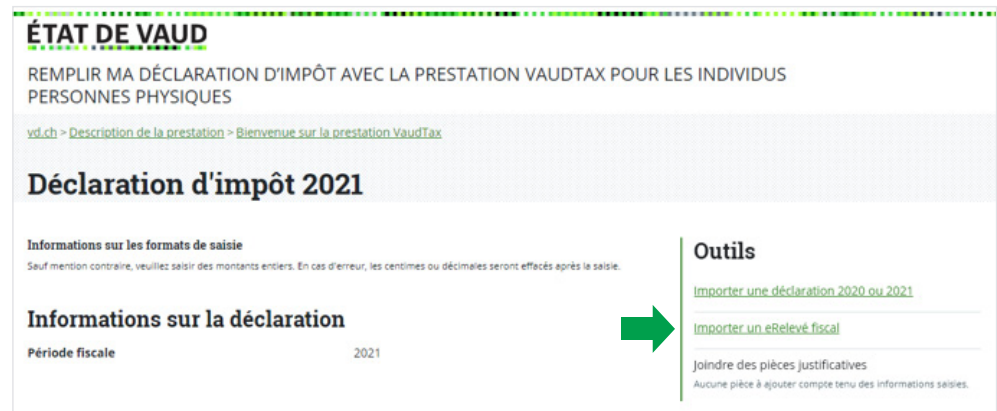 ÉTAT DE VAUD
REMPLIR MA DÉCLARATION D'IMPÔT AVEC LA PRESTATION VAUDTAX POUR LES INDIVIDUS
PERSONNES PHYSIQUES
vd.ch > Description de la prestation > Bienvenue sur la prestation VaudTax
Déclaration d'impôt 2021
Informations sur les formats de saisie
Sauf mention contraire, veuillez saisir des montants entiers. En cas d'erreur, les centimes ou décimales seront effacés après la saisie.
Informations sur la déclaration
Période fiscale 2021
Outils
Importer une déclaration 2020 ou 2021
Importer un eRelevé fiscal
Joindre des pièces justificatives
Aucune pièce à ajouter compte tenu des informations saisies.